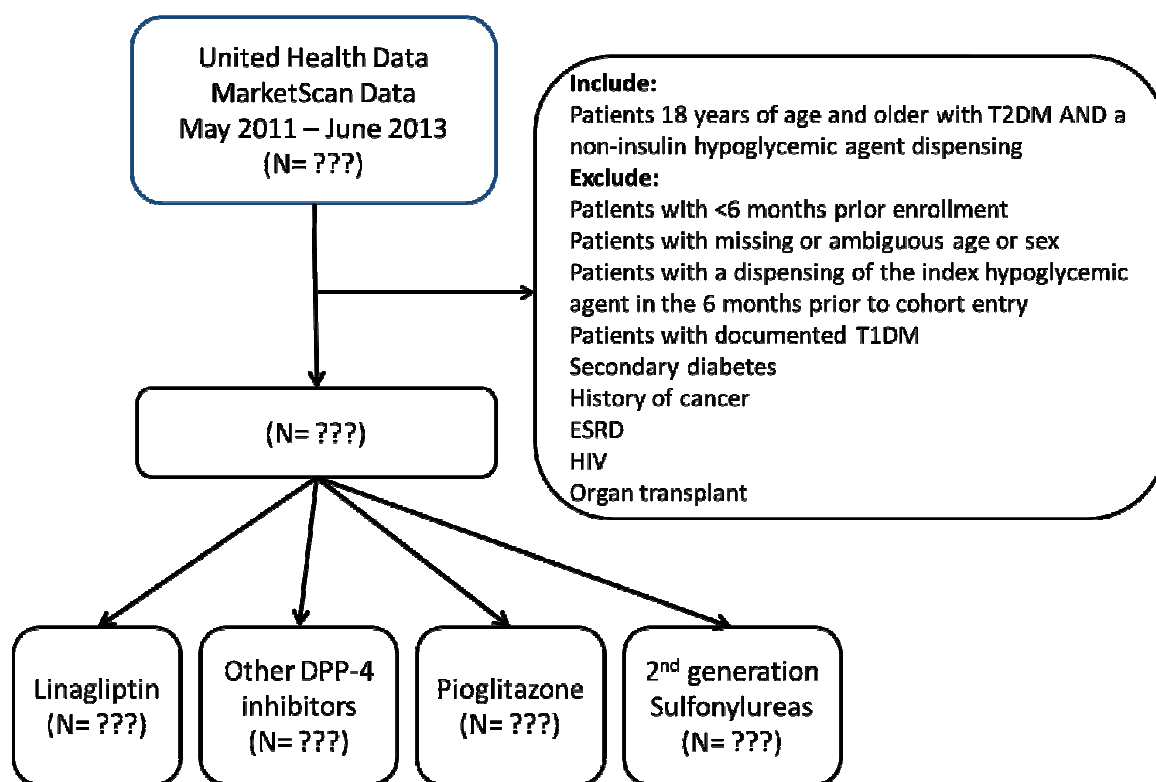 United Health Data
MarketScan Data
May 2011 – June 2013
(N= ???)
Include:
Patients 18 years of age and older with T2DM AND a
non-insulin hypoglycemic agent dispensing
Exclude:
Patients with <6 months prior enrollment
Patients with missing or ambiguous age or sex
Patients with a dispensing of the index hypoglycemic
agent in the 6 months prior to cohort entry
Patients with documented T1DM
Secondary diabetes
History of cancer
ESRD
HIV
Organ transplant
(N= ???)
Linagliptin
(N= ???)
Other DPP-4
inhibitors
(N= ???)
Pioglitazone
(N= ???)
2nd generation
Sulfonylureas
(N= ???)